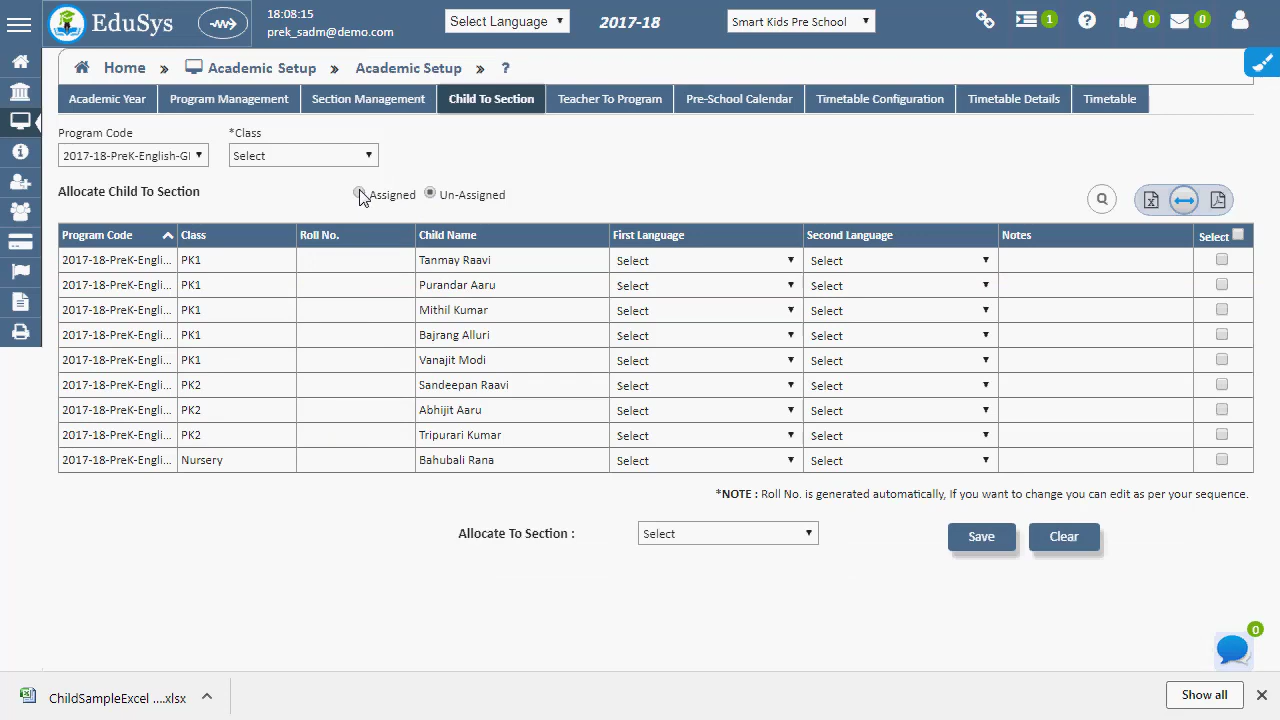 EduSys
18:08:15
prek_sadm@demo.com
Select Language
2017-18
Smart Kids Pre School
1
0
0
Home » Academic Setup » Academic Setup » ?
Academic Year Program Management Section Management Child To Section Teacher To Program Pre-School Calendar Timetable Configuration Timetable Details Timetable
Program Code *Class
2017-18-PreK-English-GI Select
Allocate Child To Section Assigned Un-Assigned
Program Code Class Roll No. Child Name First Language Second Language Notes Select
2017-18-PreK-Engli... PK1 Tanmay Raavi Select Select
2017-18-PreK-Engli... PK1 Purandar Aaru Select Select
2017-18-PreK-Engli... PK1 Mithil Kumar Select Select
2017-18-PreK-Engli... PK1 Bajrang Alluri Select Select
2017-18-PreK-Engli... PK1 Vanajit Modi Select Select
2017-18-PreK-Engli... PK2 Sandeepan Raavi Select Select
2017-18-PreK-Engli... PK2 Abhijit Aaru Select Select
2017-18-PreK-Engli... PK2 Tripurari Kumar Select Select
2017-18-PreK-Engli... Nursery Bahubali Rana Select Select
*NOTE : Roll No. is generated automatically, If you want to change you can edit as per your sequence.
Allocate To Section : Select Save Clear
0
ChildSampleExcel ....xlsx Show all